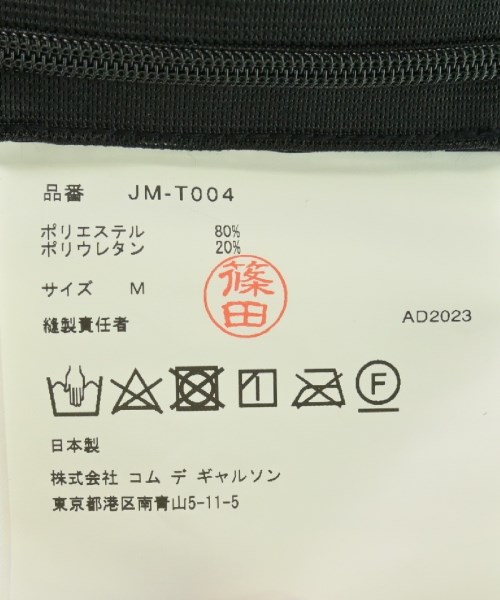 品番 JM-T004
ポリエステル 80%
ポリウレタン 20%
サイズ M
篠田
縫製責任者
AD2023
F
日本製
株式会社 コム デ ギャルソン
東京都港区南青山5-11-5